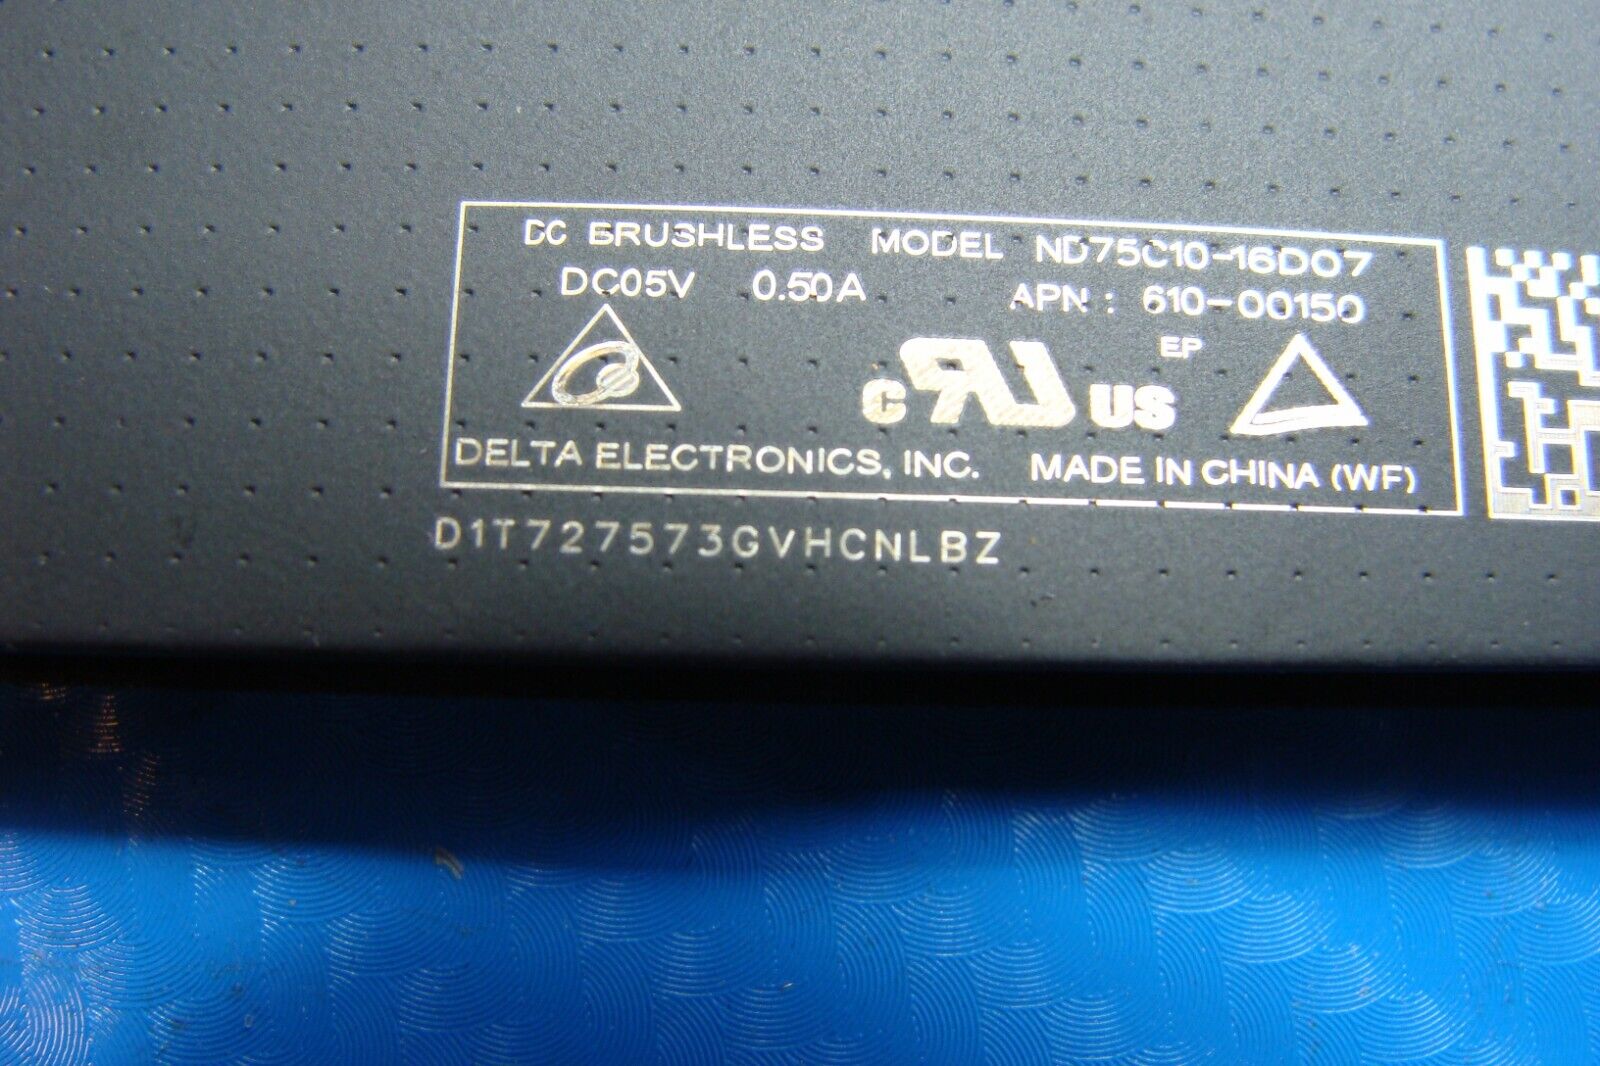 DC BRUSHLESS MODEL ND75C10-16D07
DC05V 0.50A APN : 610-00150
c RU US EP
DELTA ELECTRONICS, INC. MADE IN CHINA (WF)
D1T727573GVHCNLBZ